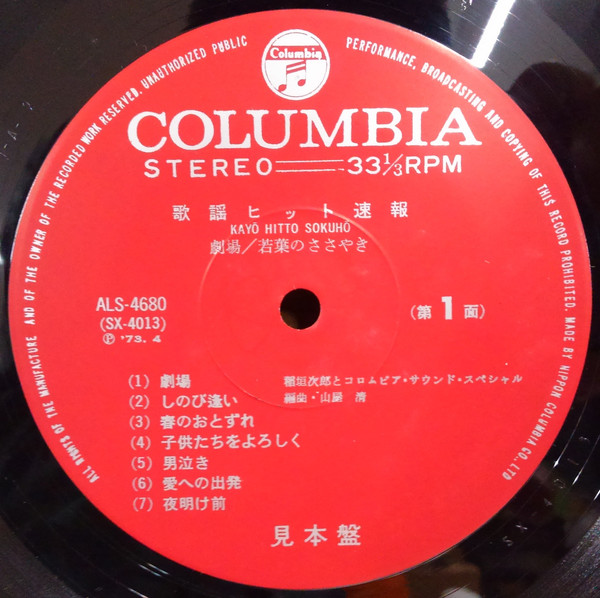 ALL RIGHTS OF THE MANUFACTURE AND OF THE OWNER OF THE RECORDED WORK RESERVED. UNAUTHORIZED PUBLIC PERFORMANCE, BROADCASTING AND COPYING OF THIS RECORD PROHIBITED. MADE BY NIPPON COLUMBIA CO., LTD
Columbia
COLUMBIA
STEREO 33 1/3 RPM
歌謡ヒット速報
KAYŌ HITTO SOKUHŌ
劇場/若葉のささやき
ALS-4680
(SX-4013)
Ⓟ '73. 4
(第1面)
(1) 劇場
(2) しのび逢い
(3) 春のおとずれ
(4) 子供たちをよろしく
(5) 男泣き
(6) 愛への出発
(7) 夜明け前
稲垣次郎とコロムビア・サウンド・スペシャル
編曲・山屋 清
見本盤